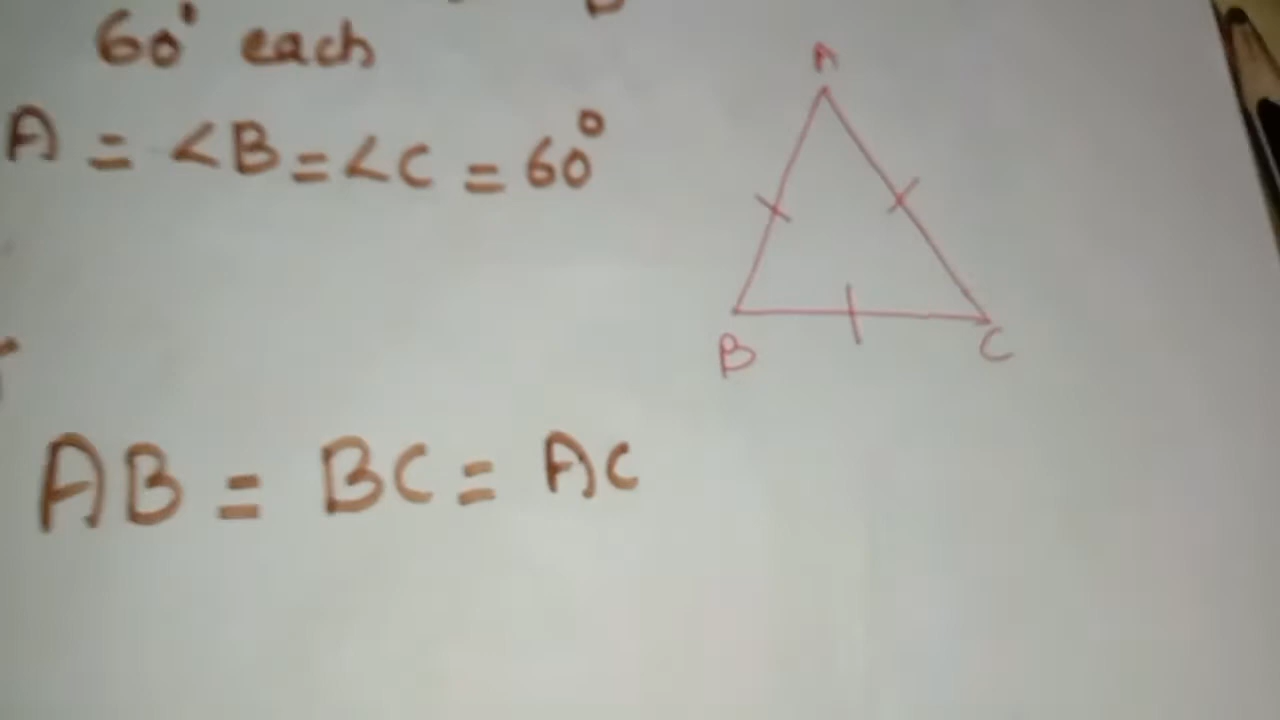 60° each
A = <B = <C = 60°
A
B
C
AB = BC = AC